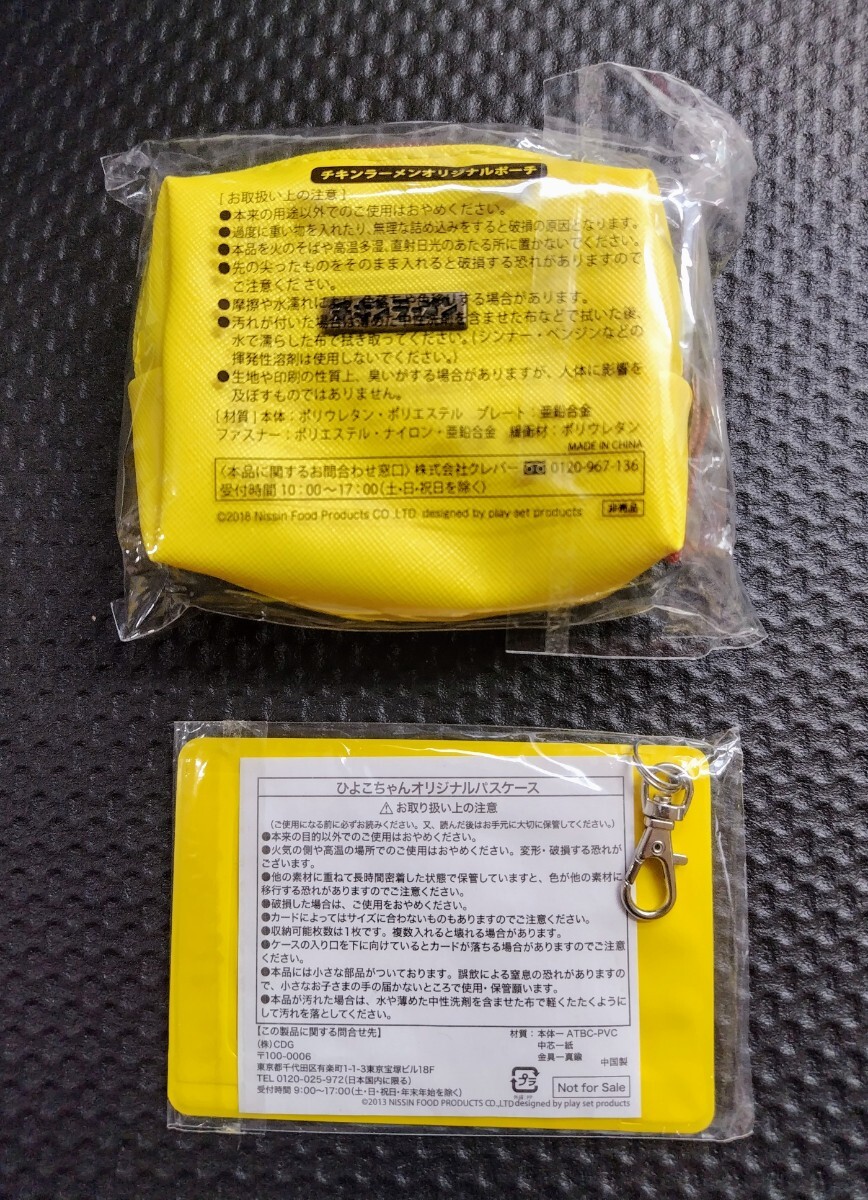 チキンラーメンオリジナルポーチ
[お取扱い上の注意]
●本来の用途以外でのご使用はおやめください。
●過度に重い物を入れたり、無理な詰め込みをすると破損の原因となります。
●本品を火のそばや高温多湿、直射日光のあたる所に置かないでください。
●先の尖ったものをそのまま入れると破損する恐れがありますので
ご注意ください。
●摩擦や水濡れに する場合があります。
●汚れが付いた場合は薄めた中性洗剤を含ませた布などで拭いた後、
水で濡らした布で拭き取ってください。(シンナー・ベンジンなどの
揮発性溶剤は使用しないでください。)
●生地や印刷の性質上、臭いがする場合がありますが、人体に影響を
及ぼすものではありません。
[材質]本体:ポリウレタン・ポリエステル プレート:亜鉛合金
ファスナー:ポリエステル・ナイロン・亜鉛合金 緩衝材:ポリウレタン
MADE IN CHINA
〈本品に関するお問合わせ窓口〉株式会社クレバー 0120-967-136
受付時間 10:00〜17:00(土・日・祝日を除く)
©2018 Nissin Food Products CO.,LTD. designed by play set products 非売品
ひよこちゃんオリジナルパスケース
⚠お取り扱い上の注意
(ご使用になる前に必ずお読みください。又、読んだ後はお手元に大切に保管してください。)
●本来の目的以外でのご使用はおやめください。
●火気の側や高温の場所でのご使用はおやめください。変形・破損する恐れが
ございます。
●他の素材に重ねて長時間密着した状態で保管していますと、色が他の素材に
移行する恐れがありますのでご注意ください。
●破損した場合は、ご使用をおやめください。
●カードによってはサイズに合わないものもありますのでご注意ください。
●収納可能枚数は1枚です。複数入れると壊れる場合があります。
●ケースの入り口を下に向けているとカードが落ちる場合がありますのでご注意
ください。
●本品には小さな部品がついております。誤飲による窒息の恐れがありますの
で、小さなお子さまの手の届かないところで使用・保管願います。
●本品が汚れた場合は、水や薄めた中性洗剤を含ませた布で軽くたたくように
して汚れを落としてください。
【この製品に関する問合せ先】
(株)CDG
〒100-0006
東京都千代田区有楽町1-1-3東京宝塚ビル18F
TEL 0120-025-972(日本国内に限る)
受付時間 9:00〜17:00(土・日・祝日・年末年始を除く)
材質:本体ーATBC-PVC
中芯ー紙
金具ー真鍮
中国製
プラ
Not for Sale
©2013 NISSIN FOOD PRODUCTS CO.,LTD designed by play set products